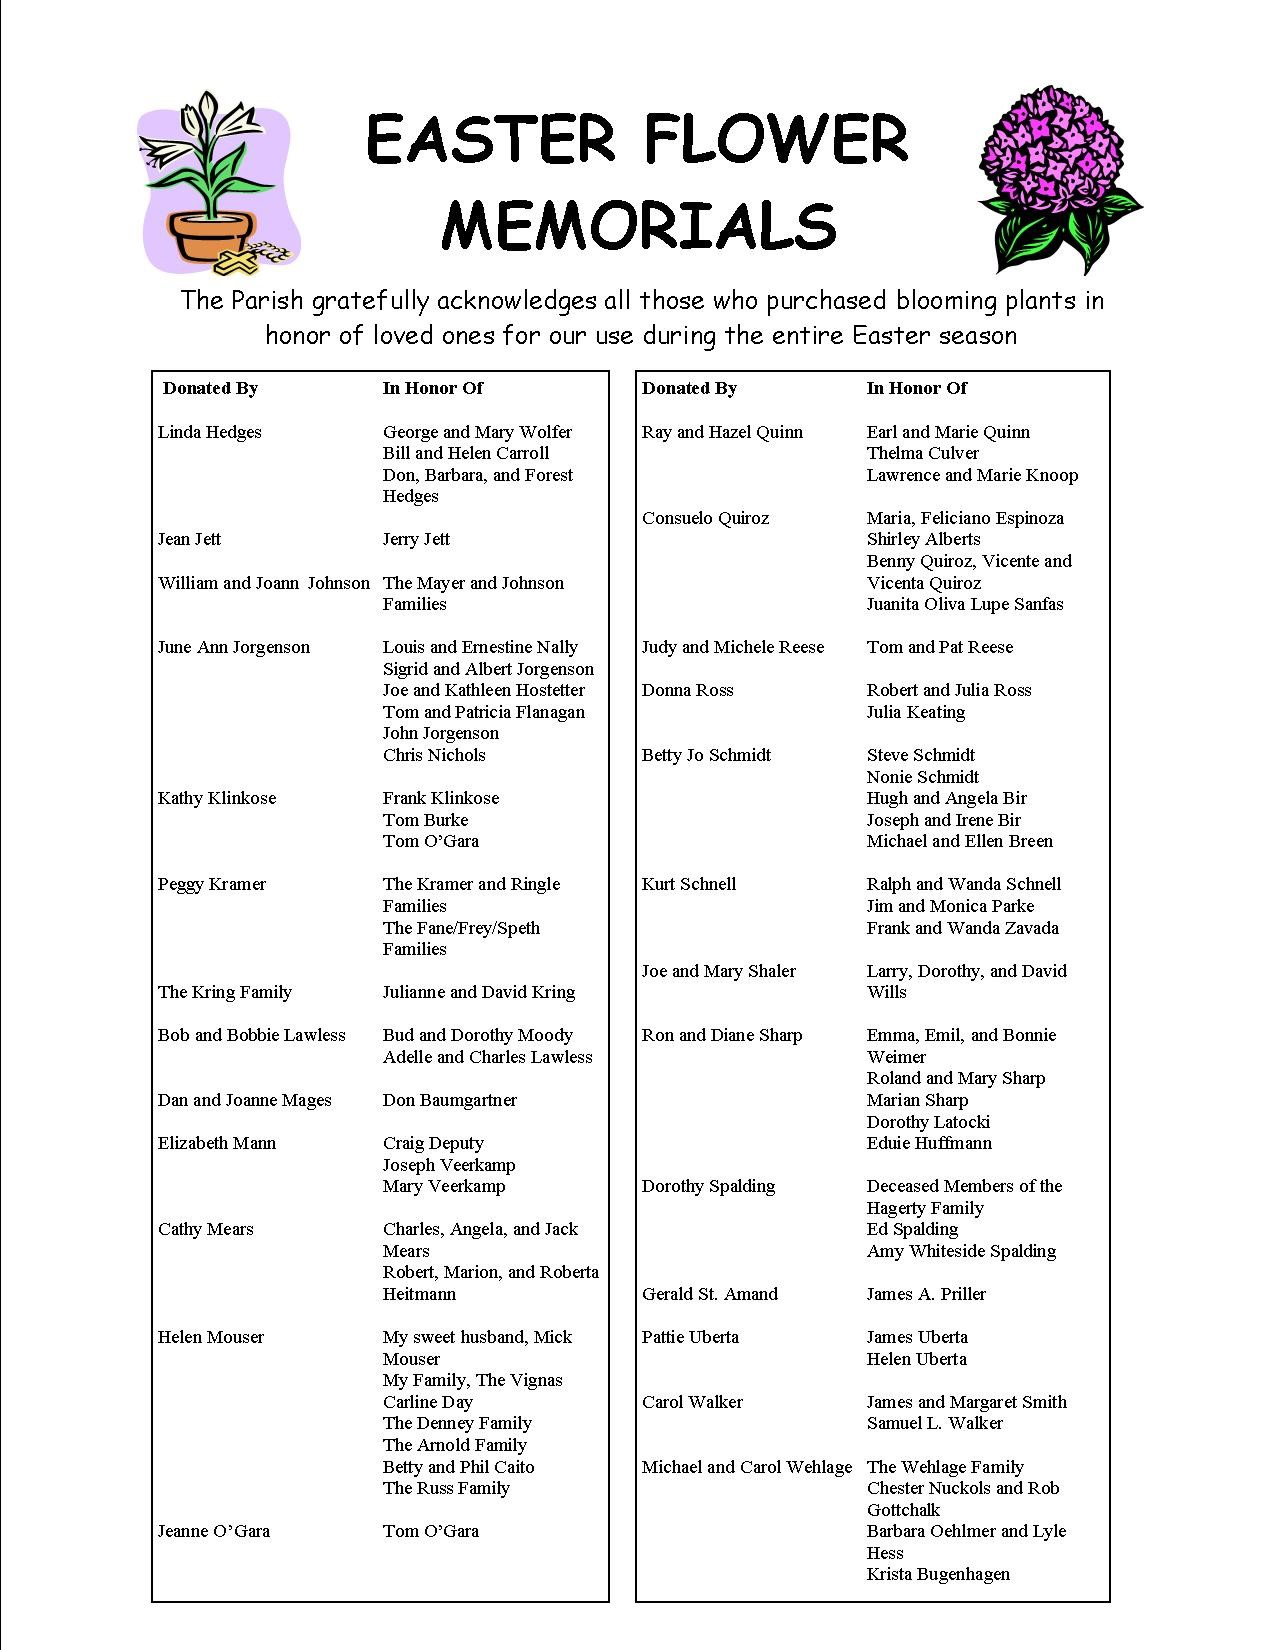 EASTER FLOWER
MEMORIALS
The Parish gratefully acknowledges all those who purchased blooming plants in
honor of loved ones for our use during the entire Easter season
Donated By In Honor Of
Linda Hedges George and Mary Wolfer
Bill and Helen Carroll
Don, Barbara, and Forest
Hedges
Jean Jett Jerry Jett
William and Joann Johnson The Mayer and Johnson
Families
June Ann Jorgenson Louis and Ernestine Nally
Sigrid and Albert Jorgenson
Joe and Kathleen Hostetter
Tom and Patricia Flanagan
John Jorgenson
Chris Nichols
Kathy Klinkose Frank Klinkose
Tom Burke
Tom O’Gara
Peggy Kramer The Kramer and Ringle
Families
The Fane/Frey/Speth
Families
The Kring Family Julianne and David Kring
Bob and Bobbie Lawless Bud and Dorothy Moody
Adelle and Charles Lawless
Dan and Joanne Mages Don Baumgartner
Elizabeth Mann Craig Deputy
Joseph Veerkamp
Mary Veerkamp
Cathy Mears Charles, Angela, and Jack
Mears
Robert, Marion, and Roberta
Heitmann
Helen Mouser My sweet husband, Mick
Mouser
My Family, The Vignas
Carline Day
The Denney Family
The Arnold Family
Betty and Phil Caito
The Russ Family
Jeanne O’Gara Tom O’Gara
Donated By In Honor Of
Ray and Hazel Quinn Earl and Marie Quinn
Thelma Culver
Lawrence and Marie Knoop
Consuelo Quiroz Maria, Feliciano Espinoza
Shirley Alberts
Benny Quiroz, Vicente and
Vicenta Quiroz
Juanita Oliva Lupe Sanfas
Judy and Michele Reese Tom and Pat Reese
Donna Ross Robert and Julia Ross
Julia Keating
Betty Jo Schmidt Steve Schmidt
Nonie Schmidt
Hugh and Angela Bir
Joseph and Irene Bir
Michael and Ellen Breen
Kurt Schnell Ralph and Wanda Schnell
Jim and Monica Parke
Frank and Wanda Zavada
Joe and Mary Shaler Larry, Dorothy, and David
Wills
Ron and Diane Sharp Emma, Emil, and Bonnie
Weimer
Roland and Mary Sharp
Marian Sharp
Dorothy Latocki
Eduie Huffmann
Dorothy Spalding Deceased Members of the
Hagerty Family
Ed Spalding
Amy Whiteside Spalding
Gerald St. Amand James A. Priller
Pattie Uberta James Uberta
Helen Uberta
Carol Walker James and Margaret Smith
Samuel L. Walker
Michael and Carol Wehlage The Wehlage Family
Chester Nuckols and Rob
Gottchalk
Barbara Oehlmer and Lyle
Hess
Krista Bugenhagen